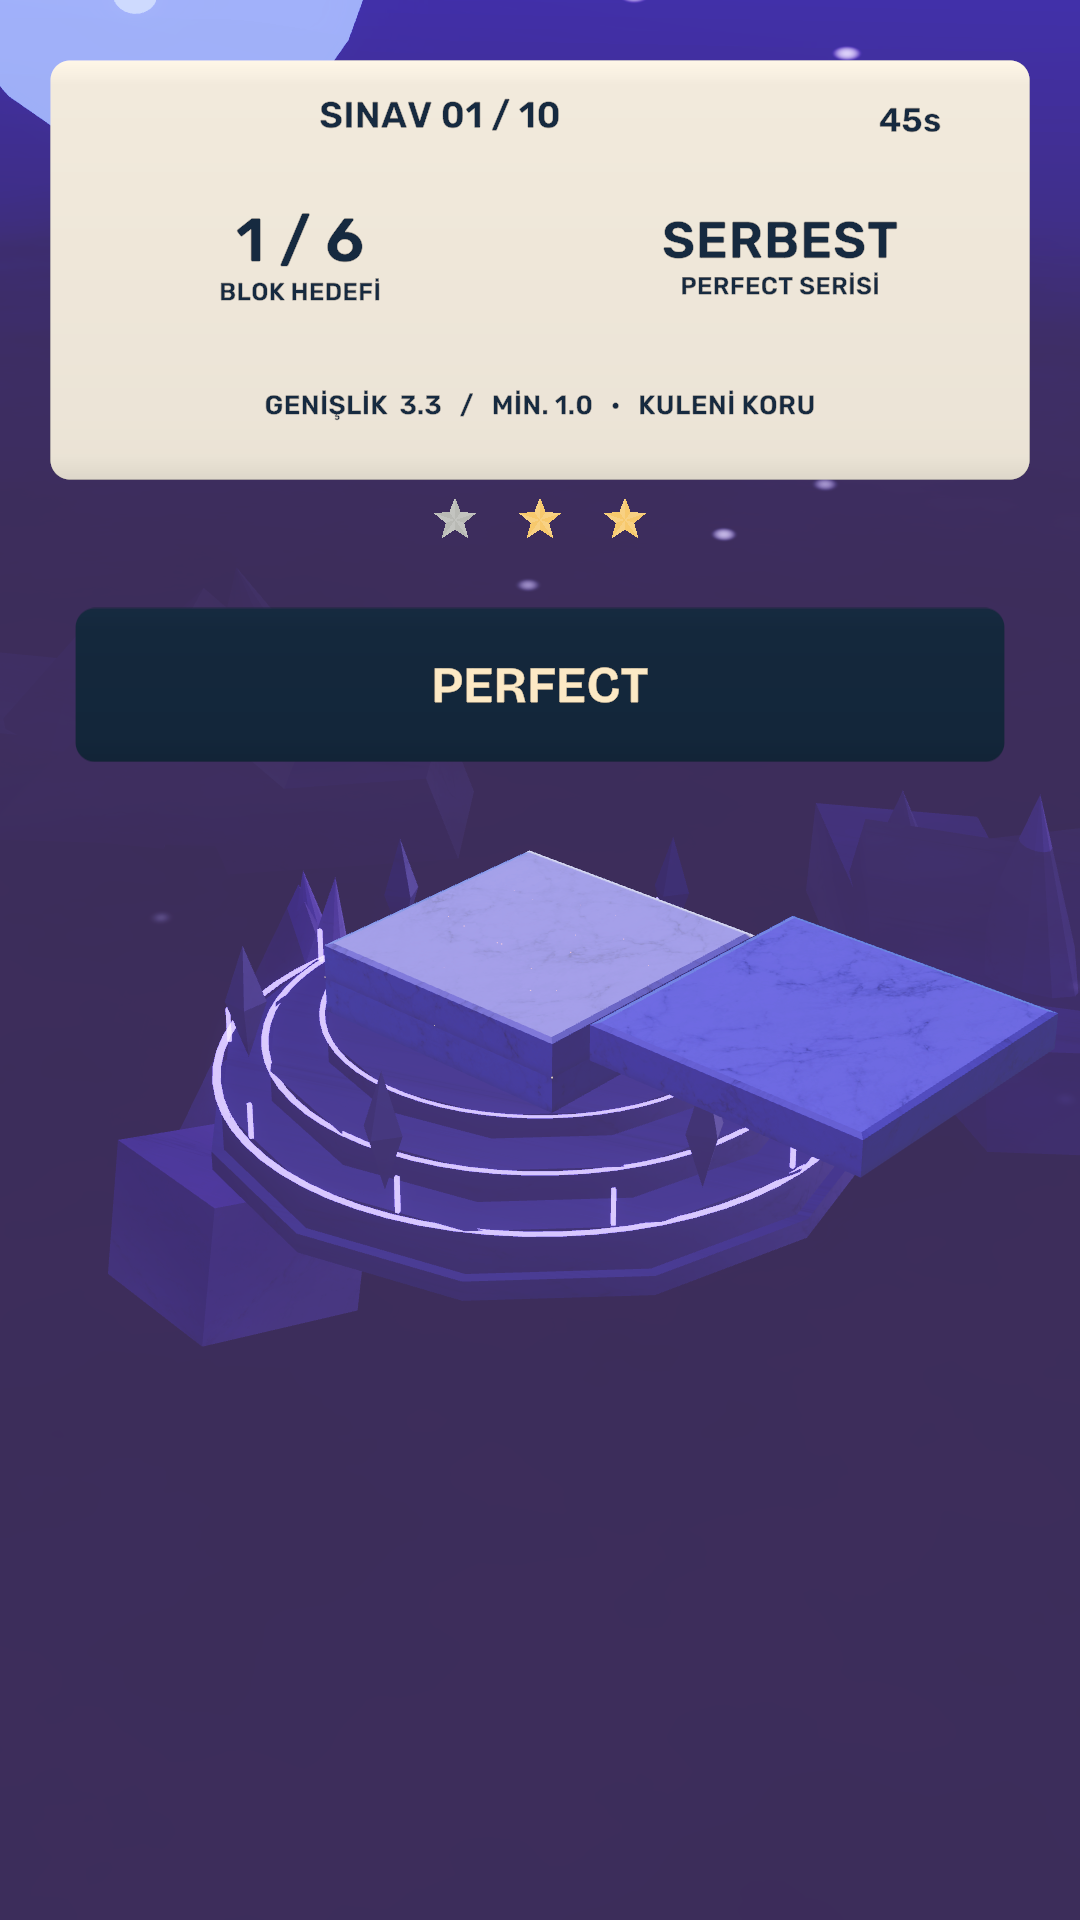 SINAV 01 / 10
45s
1 / 6
BLOK HEDEFİ
SERBEST
PERFECT SERİSİ
GENİŞLİK 3.3 / MİN. 1.0 • KULENİ KORU
PERFECT